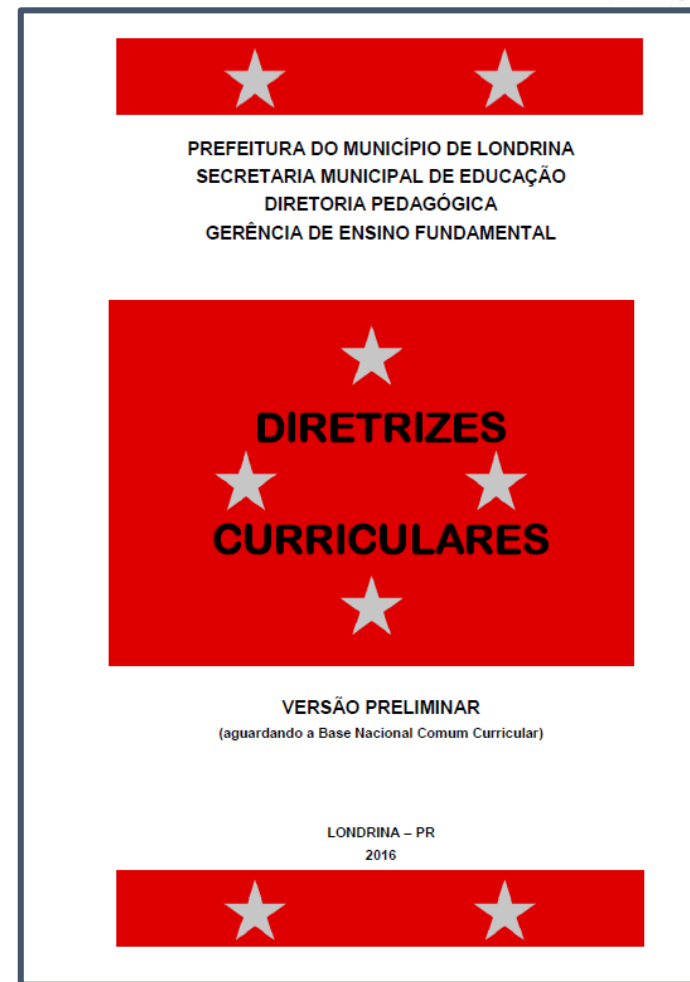 PREFEITURA DO MUNICÍPIO DE LONDRINA
SECRETARIA MUNICIPAL DE EDUCAÇÃO
DIRETORIA PEDAGÓGICA
GERÊNCIA DE ENSINO FUNDAMENTAL
DIRETRIZES
CURRICULARES
VERSÃO PRELIMINAR
(aguardando a Base Nacional Comum Curricular)
LONDRINA – PR
2016